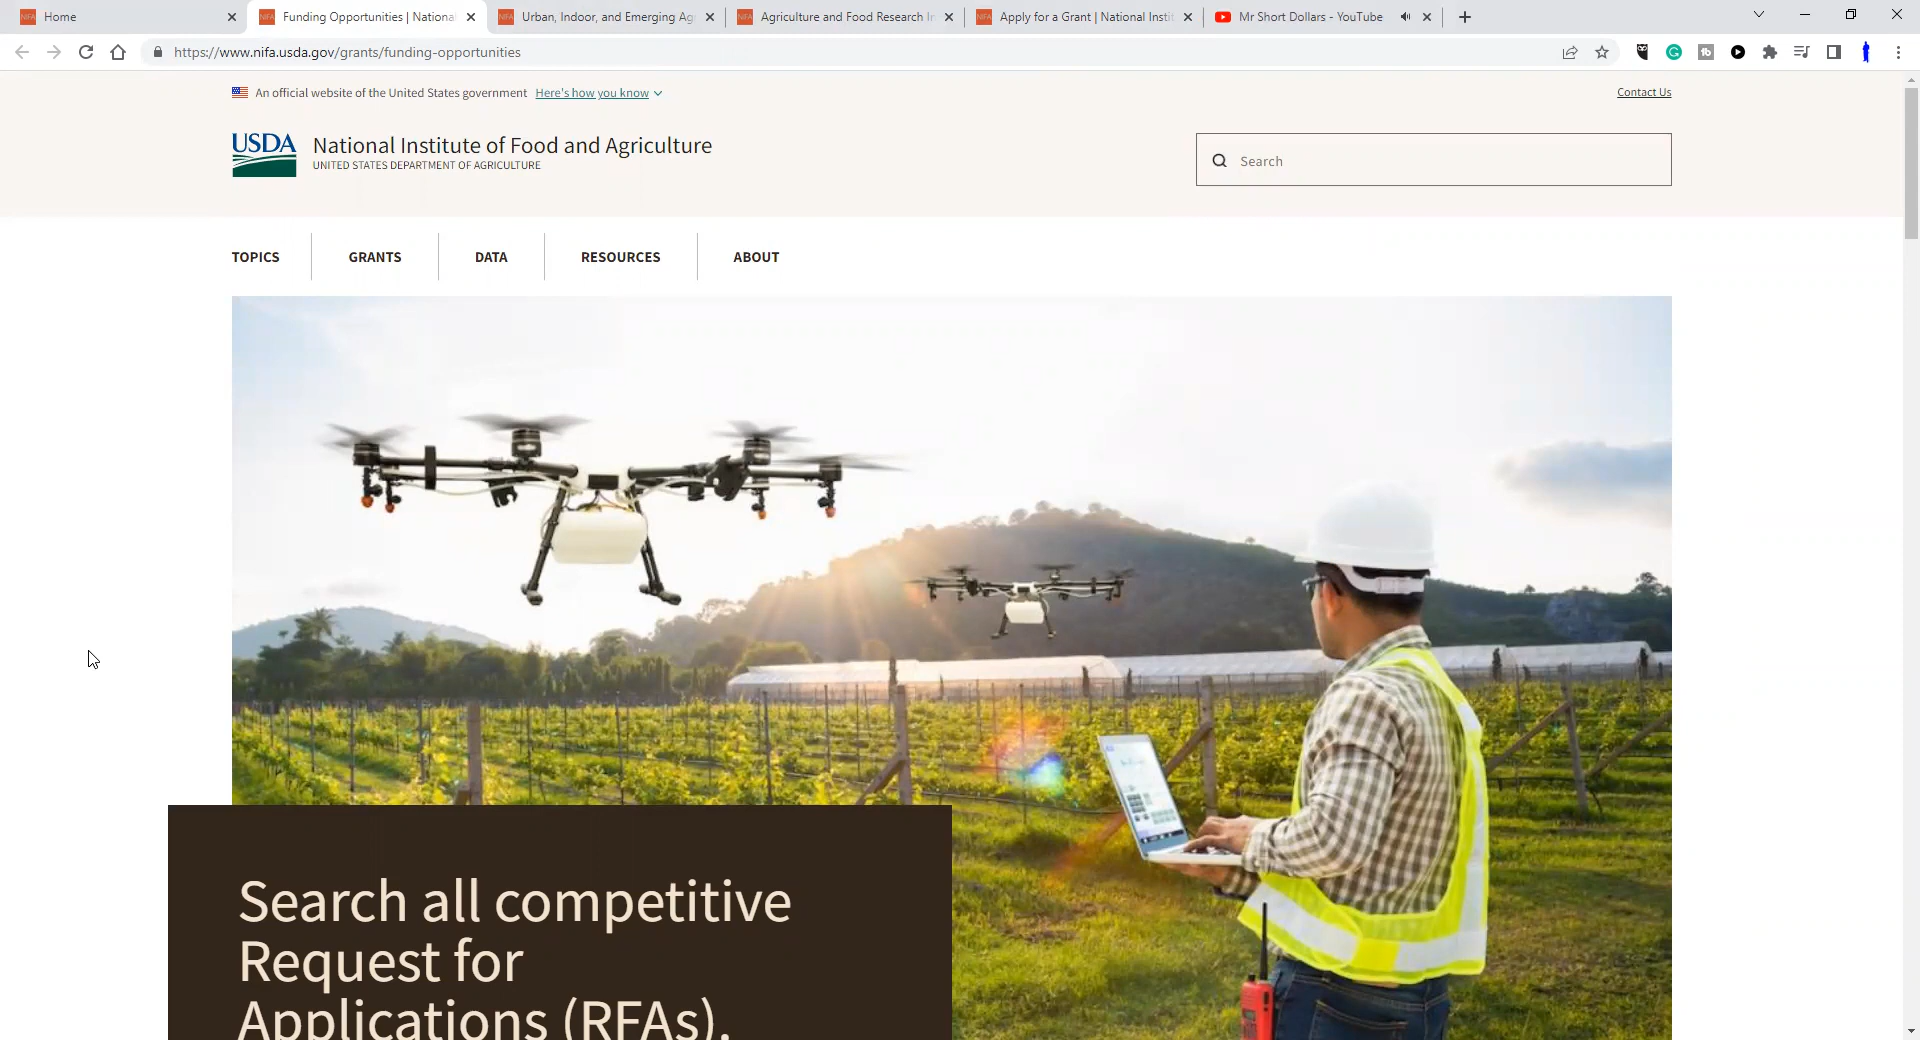 Home
Funding Opportunities | National
Urban, Indoor, and Emerging Ag
Agriculture and Food Research In
Apply for a Grant | National Instit
Mr Short Dollars - YouTube
https://www.nifa.usda.gov/grants/funding-opportunities
An official website of the United States government Here's how you know
Contact Us
USDA
National Institute of Food and Agriculture
UNITED STATES DEPARTMENT OF AGRICULTURE
Search
TOPICS
GRANTS
DATA
RESOURCES
ABOUT
Search all competitive
Request for
Applications (RFAs).